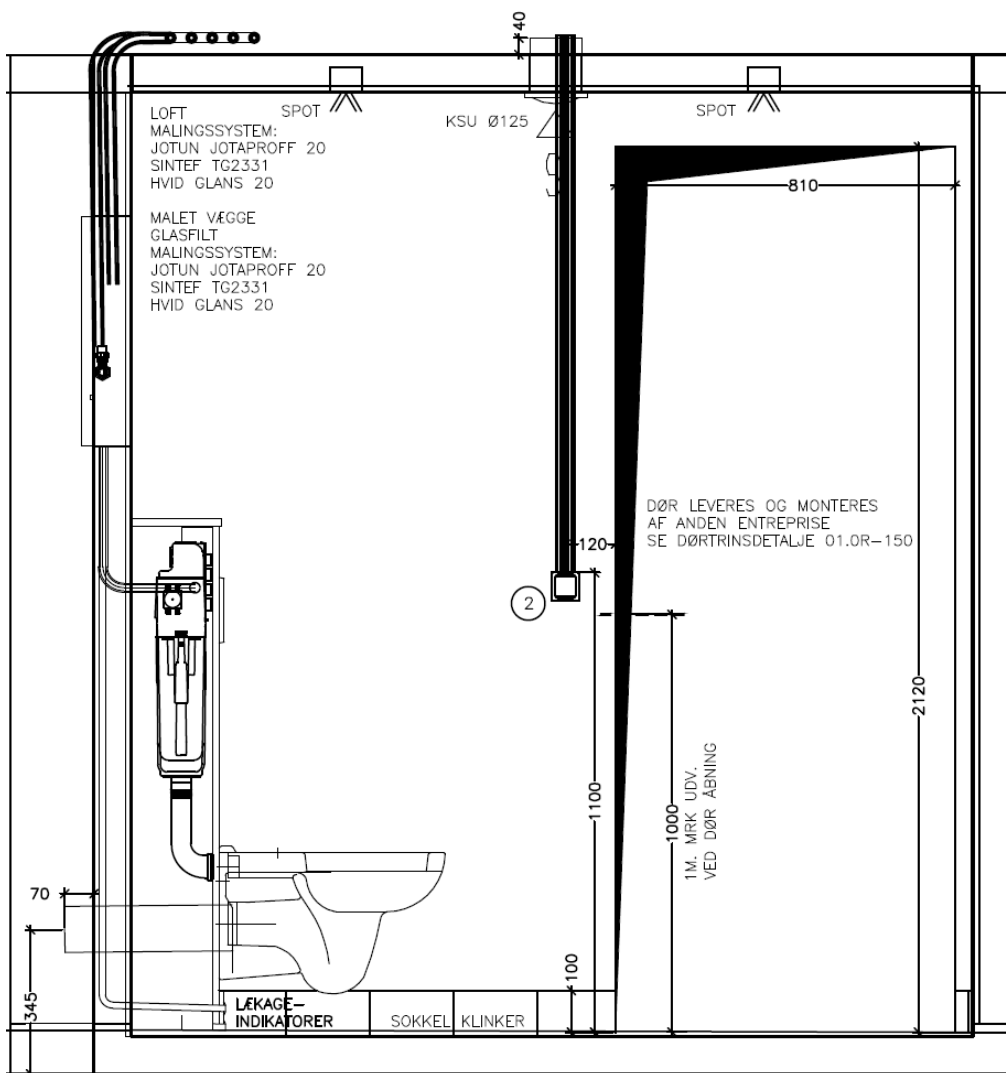 40
LOFT
MALINGSSYSTEM:
JOTUN JOTAPROFF 20
SINTEF TG2331
HVID GLANS 20
SPOT
KSU Ø125
SPOT
810
MALET VÆGGE
GLASFILT
MALINGSSYSTEM:
JOTUN JOTAPROFF 20
SINTEF TG2331
HVID GLANS 20
DØR LEVERES OG MONTERES
AF ANDEN ENTREPRISE
SE DØRTRINSDETALJE 01.0R-150
120
2
2120
1100
1000
1M. MRK UDV.
VED DØR ÅBNING
70
345
100
LÆKAGE-
INDIKATORER
SOKKEL KLINKER